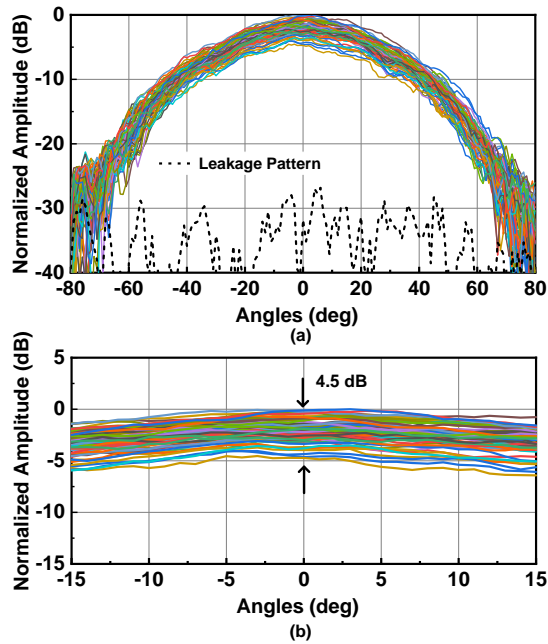 0
-10
-20
-30
-40
Normalized Amplitude (dB)
Leakage Pattern
-80 -60 -40 -20 0 20 40 60 80
Angles (deg)
(a)
5
0
-5
-10
-15
Normalized Amplitude (dB)
4.5 dB
-15 -10 -5 0 5 10 15
Angles (deg)
(b)